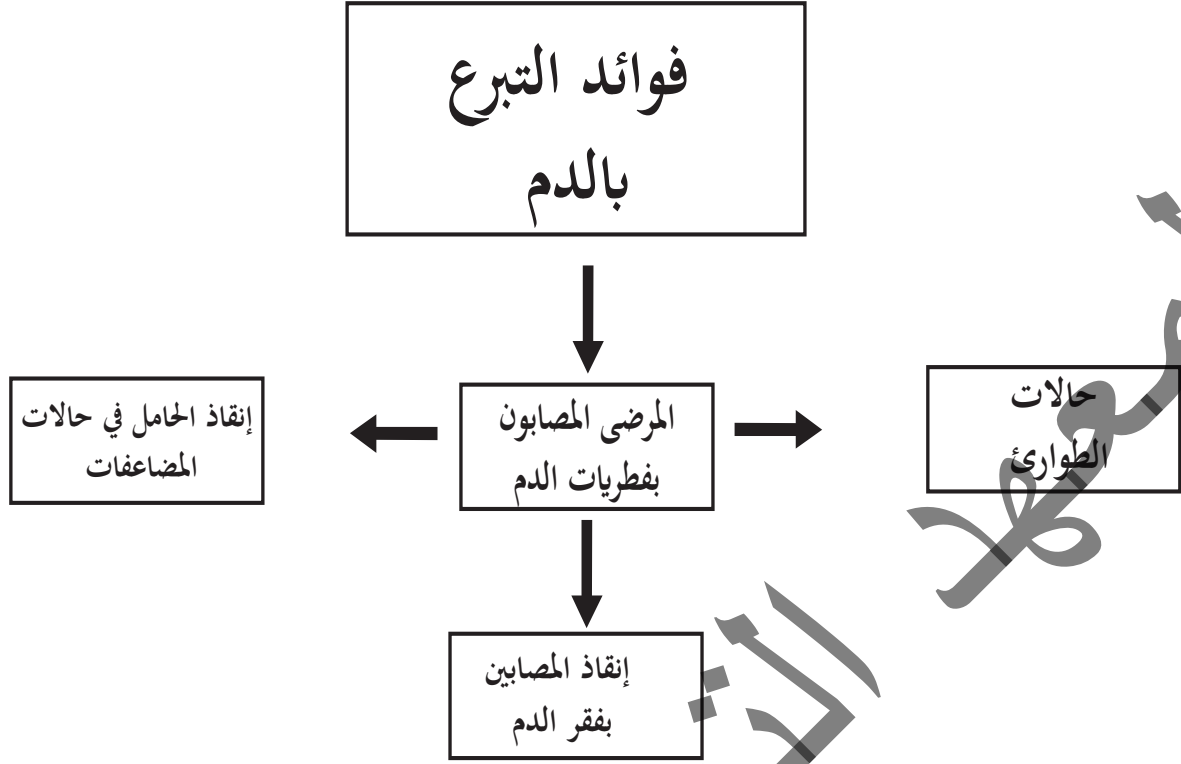 فوائد التبرع
بالدم
حالات
الطوارئ
المرضى المصابون
بفطريات الدم
إنقاذ الحامل في حالات
المضاعفات
إنقاذ المصابين
بفقر الدم